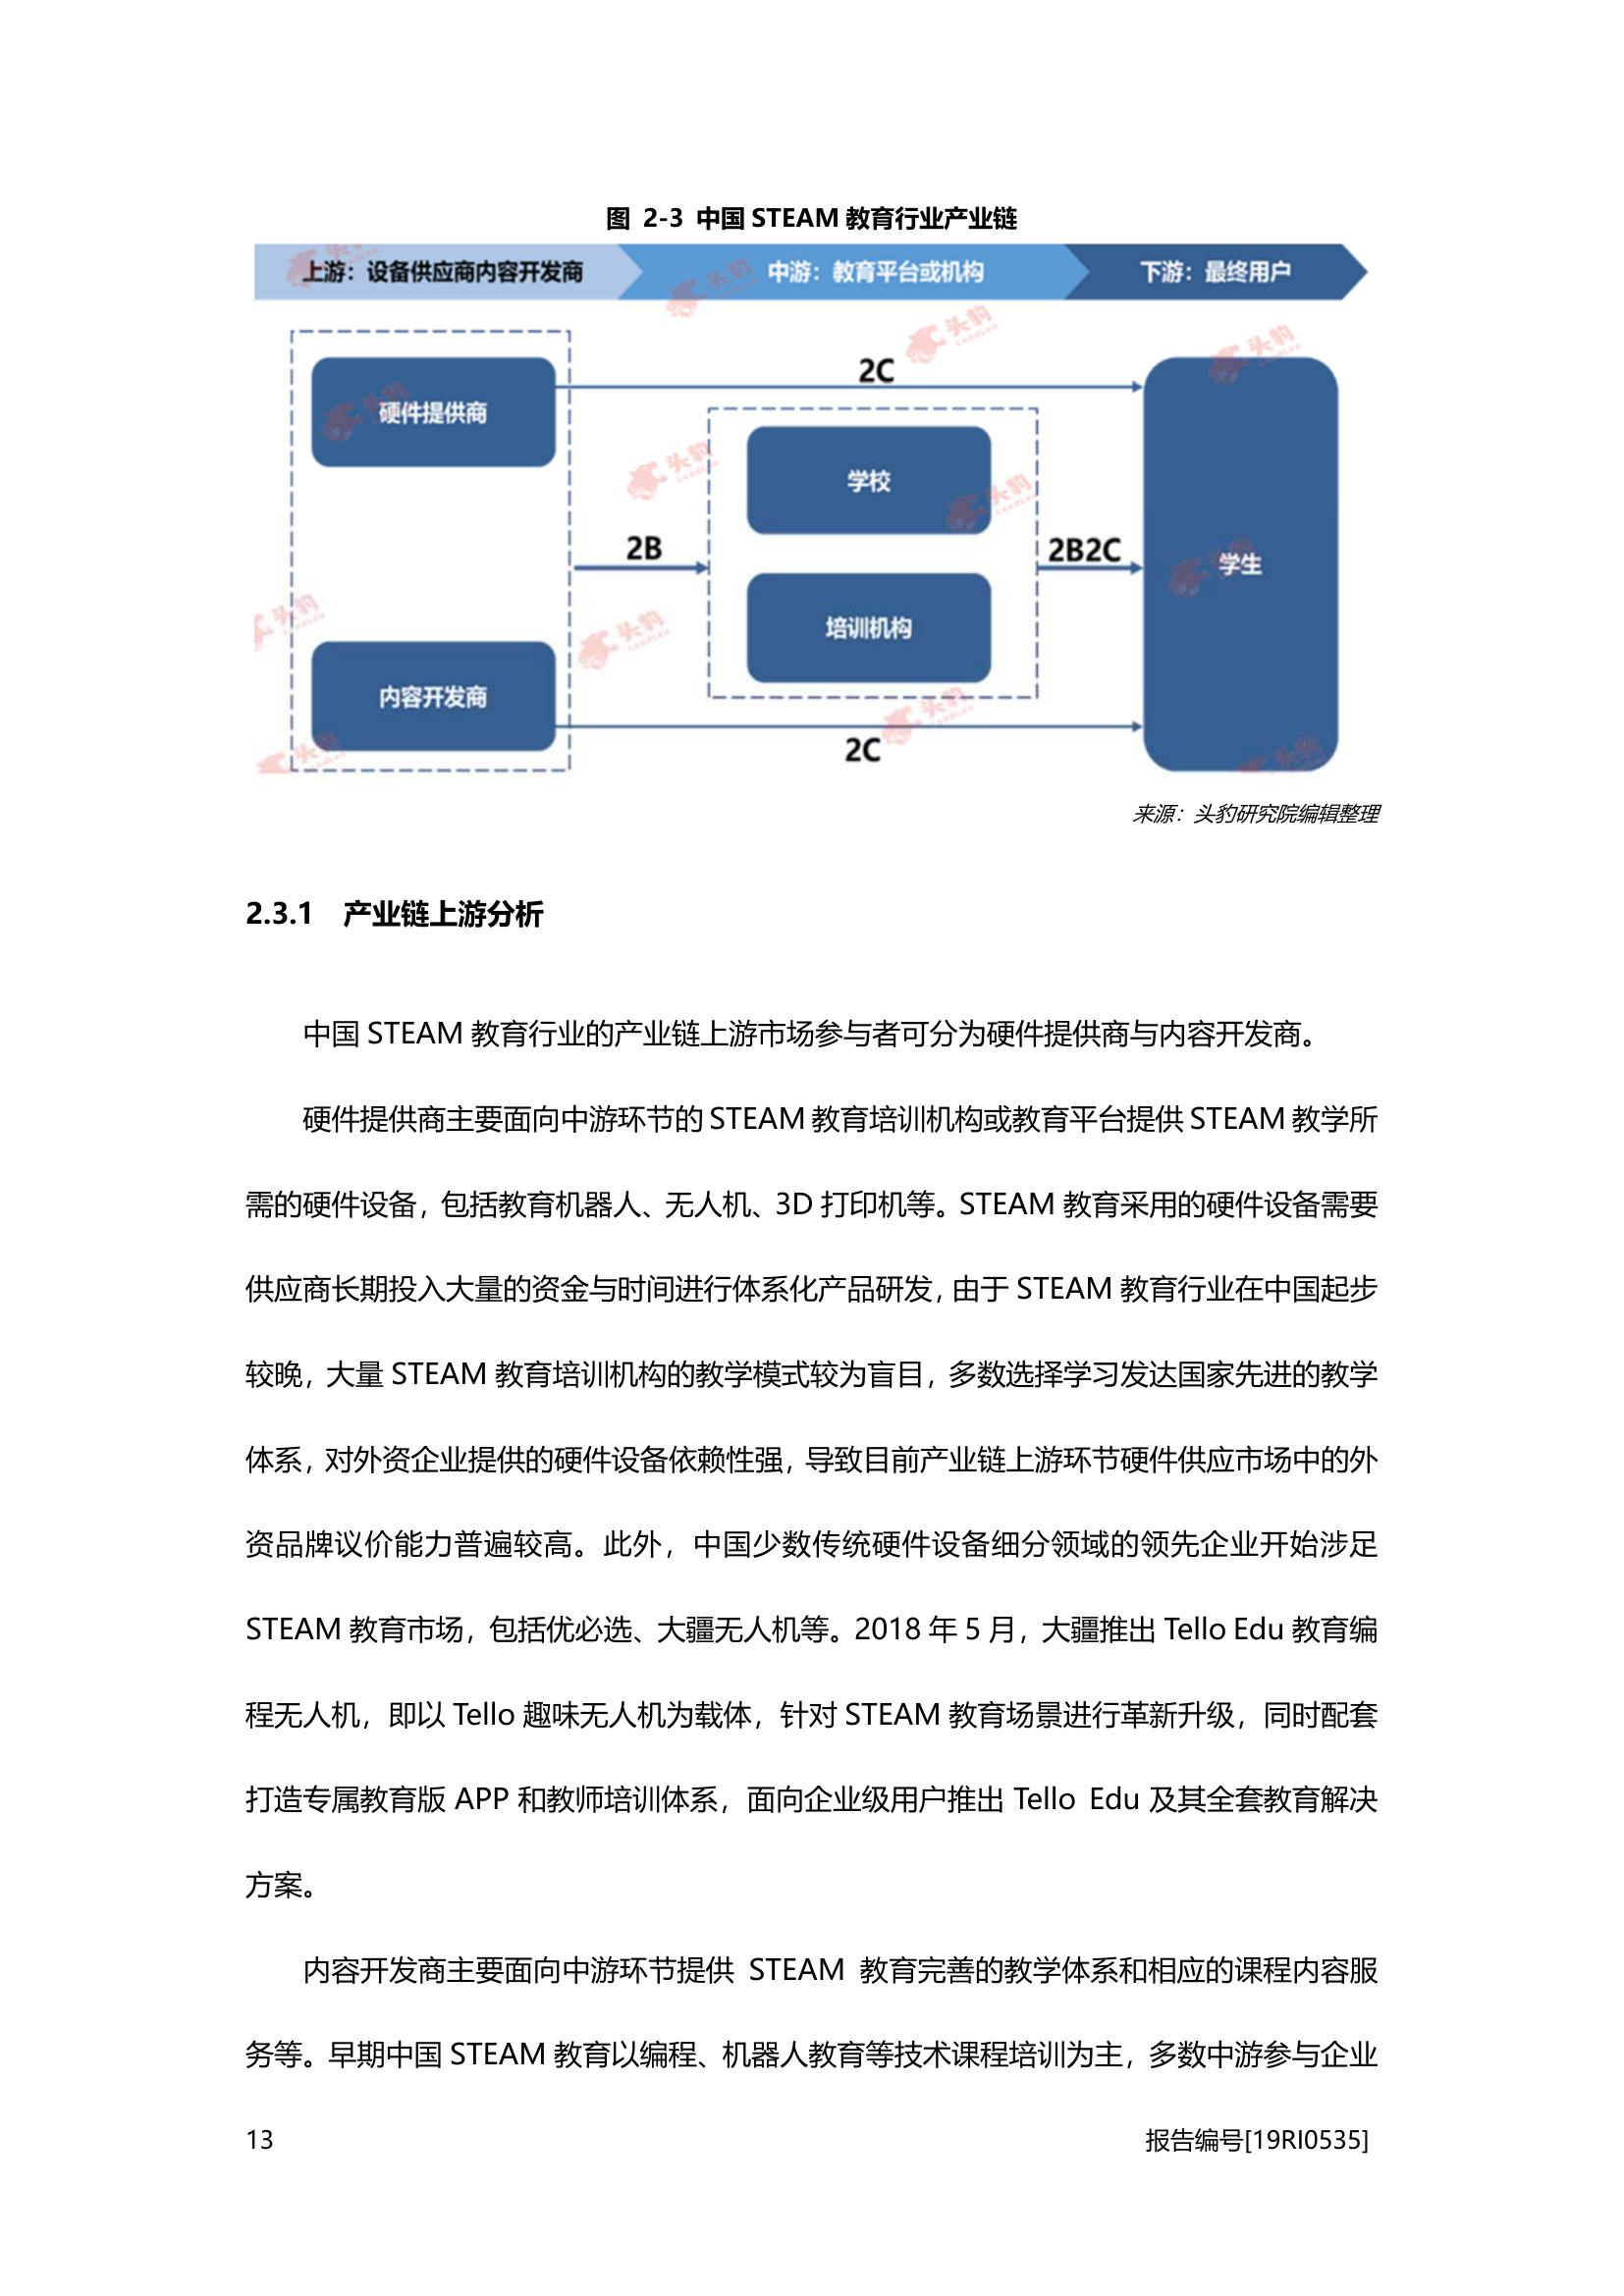 图 2-3 中国 STEAM 教育行业产业链
上游：设备供应商内容开发商
中游：教育平台或机构
下游：最终用户
2C
硬件提供商
学校
2B
2B2C
学生
培训机构
内容开发商
2C
来源：头豹研究院编辑整理
2.3.1 产业链上游分析
中国 STEAM 教育行业的产业链上游市场参与者可分为硬件提供商与内容开发商。
硬件提供商主要面向中游环节的 STEAM 教育培训机构或教育平台提供 STEAM 教学所
需的硬件设备，包括教育机器人、无人机、3D 打印机等。STEAM 教育采用的硬件设备需要
供应商长期投入大量的资金与时间进行体系化产品研发，由于 STEAM 教育行业在中国起步
较晚，大量 STEAM 教育培训机构的教学模式较为盲目，多数选择学习发达国家先进的教学
体系，对外资企业提供的硬件设备依赖性强，导致目前产业链上游环节硬件供应市场中的外
资品牌议价能力普遍较高。此外，中国少数传统硬件设备细分领域的领先企业开始涉足
STEAM 教育市场，包括优必选、大疆无人机等。2018 年 5 月，大疆推出 Tello Edu 教育编
程无人机，即以 Tello 趣味无人机为载体，针对 STEAM 教育场景进行革新升级，同时配套
打造专属教育版 APP 和教师培训体系，面向企业级用户推出 Tello Edu 及其全套教育解决
方案。
内容开发商主要面向中游环节提供 STEAM 教育完善的教学体系和相应的课程内容服
务等。早期中国 STEAM 教育以编程、机器人教育等技术课程培训为主，多数中游参与企业
13
报告编号[19RI0535]